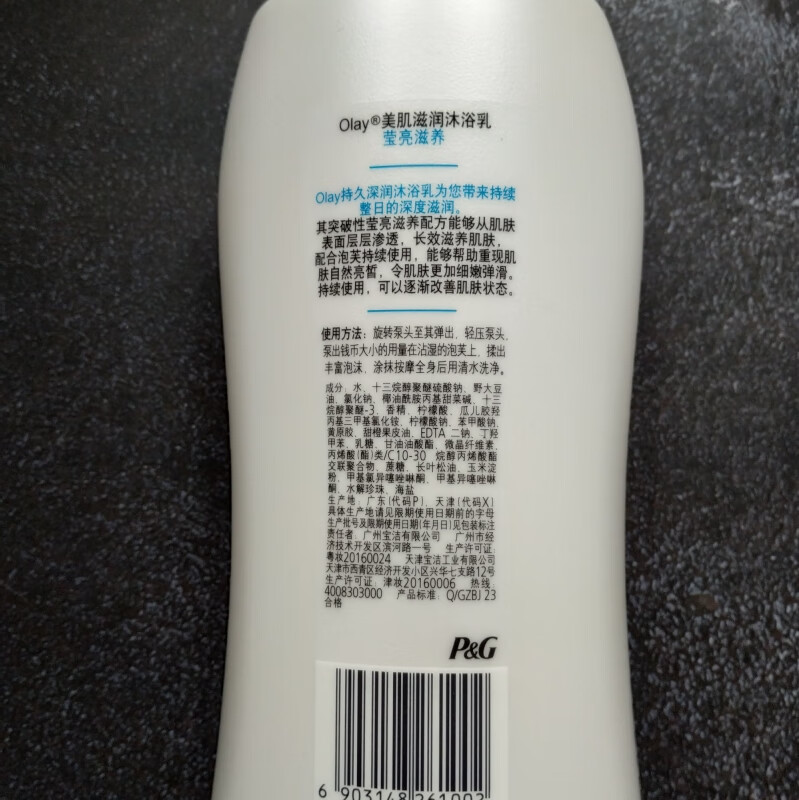 Olay®美肌滋润沐浴乳
莹亮滋养
Olay持久深润沐浴乳为您带来持续
整日的深度滋润。
其突破性莹亮滋养配方能够从肌肤
表面层层渗透，长效滋养肌肤，
配合泡芙持续使用，能够帮助重现肌
肤自然亮皙，令肌肤更加细嫩弹滑。
持续使用，可以逐渐改善肌肤状态。
使用方法：旋转泵头至其弹出，轻压泵头，
泵出钱币大小的用量在沾湿的泡芙上，揉出
丰富泡沫，涂抹按摩全身后用清水洗净。
成分：水、十三烷醇聚醚硫酸钠、野大豆
油、氯化钠、椰油酰胺丙基甜菜碱、十三
烷醇聚醚-3、香精、柠檬酸、瓜儿胶羟
丙基三甲基氯化铵、柠檬酸钠、苯甲酸钠、
黄原胶、甜橙果皮油、EDTA 二钠、丁羟
甲苯、乳糖、甘油油酸酯、微晶纤维素、
丙烯酸(酯)类/C10-30 烷醇丙烯酸酯
交联聚合物、蔗糖、长叶松油、玉米淀
粉、甲基氯异噻唑啉酮、甲基异噻唑啉
酮、水解珍珠、海盐
生产地：广东(代码P)、天津(代码X)
具体生产地请见限期使用日期前的字母
生产批号及限期使用日期(年月日)见包装标注
责任者：广州宝洁有限公司 广州市经
济技术开发区滨河路一号 生产许可证：
粤妆20160024 天津宝洁工业有限公司
天津市西青区经济开发小区兴华七支路12号
生产许可证：津妆20160006 热线：
4008303000 产品标准：Q/GZBJ 23
合格
P&G
6 903148 261002